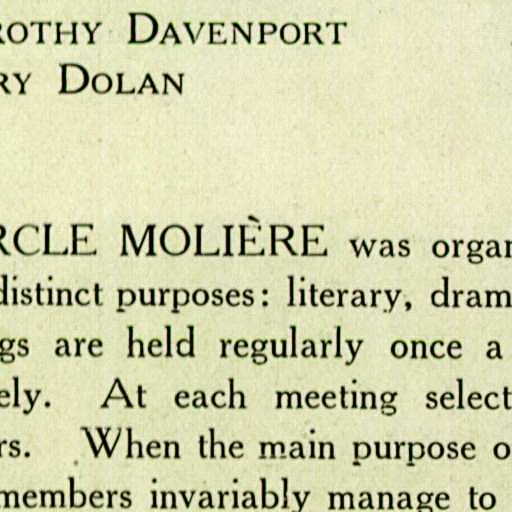 ROTHY DAVENPORT
RY DOLAN
RCLE MOLIÈRE was organ
distinct purposes: literary, dram
gs are held regularly once a
ely. At each meeting select
rs. When the main purpose o
members invariably manage to